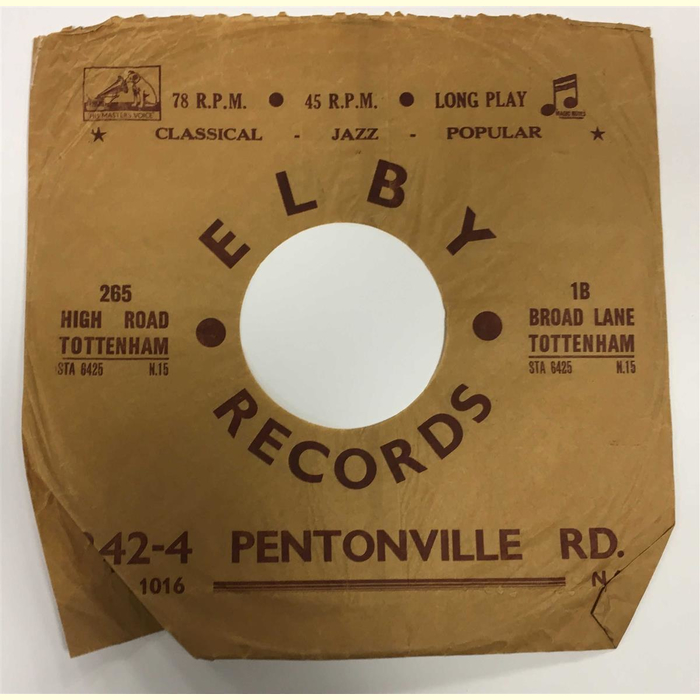 HIS MASTERS VOICE
78 R.P.M. ● 45 R.P.M. ● LONG PLAY
★ CLASSICAL - JAZZ - POPULAR ★
ELBY
265
HIGH ROAD
TOTTENHAM
STA 6425 N.15
1B
BROAD LANE
TOTTENHAM
STA 6425 N.15
RECORDS
42-4 PENTONVILLE RD.
1016 N